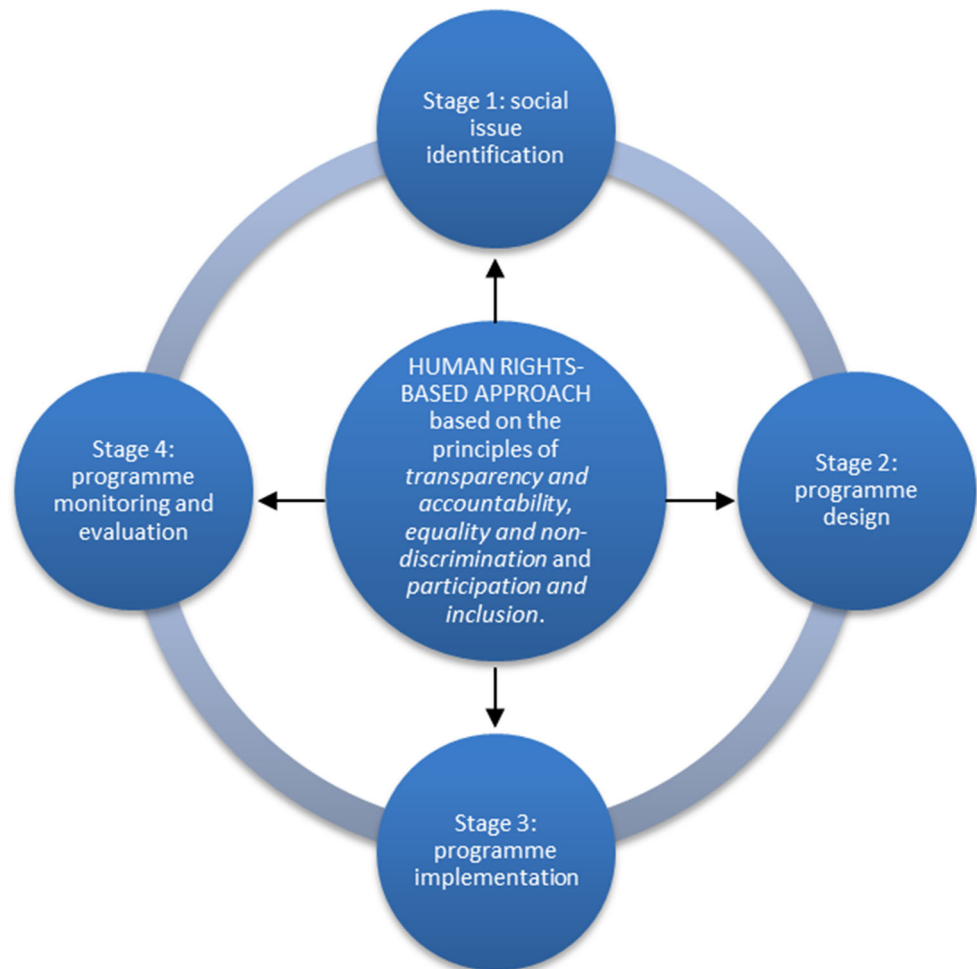 Stage 1: social
issue
identification
HUMAN RIGHTS-
BASED APPROACH
based on the
principles of
transparency and
accountability,
equality and non-
discrimination and
participation and
inclusion.
Stage 4:
programme
monitoring and
evaluation
Stage 2:
programme
design
Stage 3:
programme
implementation